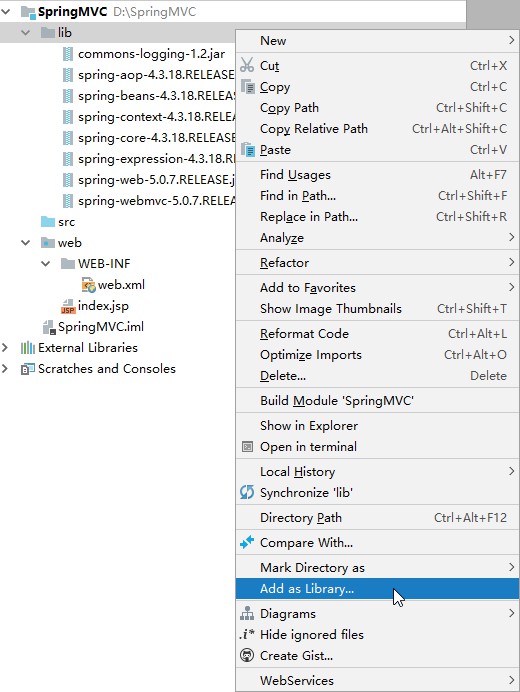 SpringMVC D:\SpringMVC
lib
commons-logging-1.2.jar
spring-aop-4.3.18.RELEASE
spring-beans-4.3.18.RELEA
spring-context-4.3.18.RELE
spring-core-4.3.18.RELEAS
spring-expression-4.3.18.R
spring-web-5.0.7.RELEASE.j
spring-webmvc-5.0.7.RELEA
src
web
WEB-INF
web.xml
JSP index.jsp
SpringMVC.iml
External Libraries
Scratches and Consoles
New
Cut Ctrl+X
Copy Ctrl+C
Copy Path Ctrl+Shift+C
Copy Relative Path Ctrl+Alt+Shift+C
Paste Ctrl+V
Find Usages Alt+F7
Find in Path... Ctrl+Shift+F
Replace in Path... Ctrl+Shift+R
Analyze
Refactor
Add to Favorites
Show Image Thumbnails Ctrl+Shift+T
Reformat Code Ctrl+Alt+L
Optimize Imports Ctrl+Alt+O
Delete... Delete
Build Module 'SpringMVC'
Show in Explorer
Open in terminal
Local History
Synchronize 'lib'
Directory Path Ctrl+Alt+F12
Compare With...
Mark Directory as
Add as Library...
Diagrams
.i* Hide ignored files
Create Gist...
WebServices